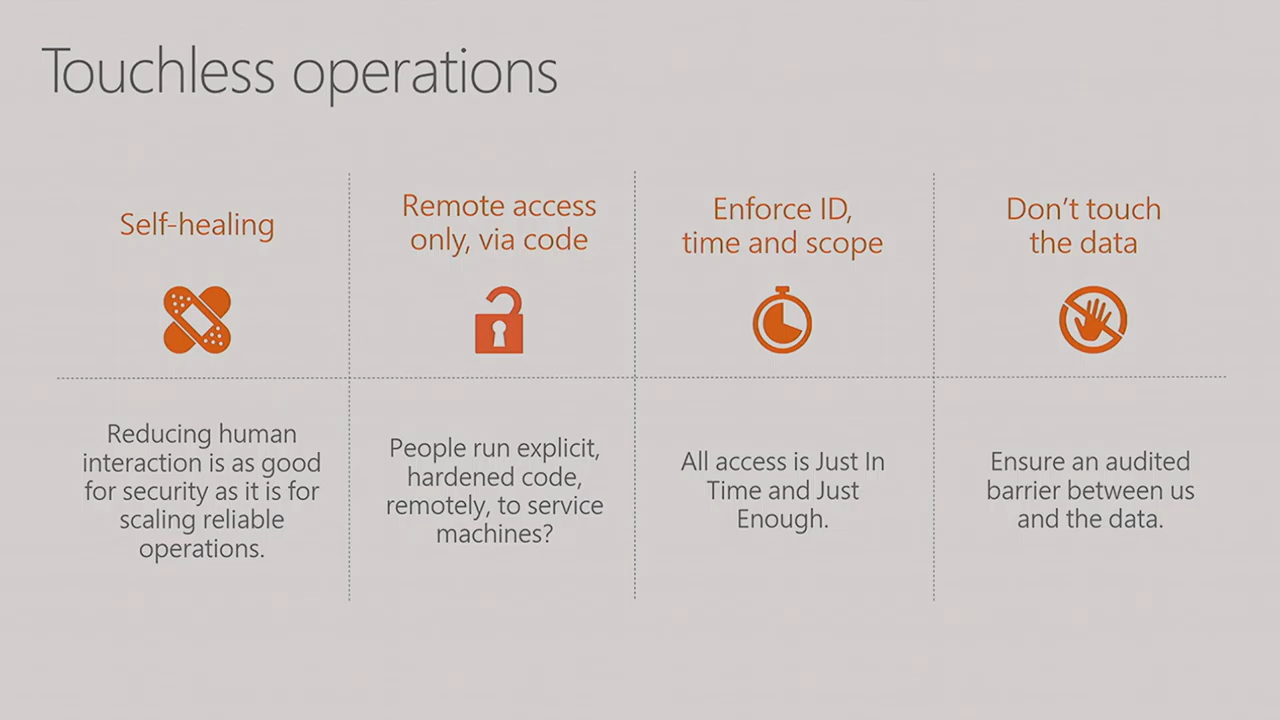 Touchless operations
Self-healing
Remote access
only, via code
Enforce ID,
time and scope
Don't touch
the data
Reducing human
interaction is as good
for security as it is for
scaling reliable
operations.
People run explicit,
hardened code,
remotely, to service
machines?
All access is Just In
Time and Just
Enough.
Ensure an audited
barrier between us
and the data.